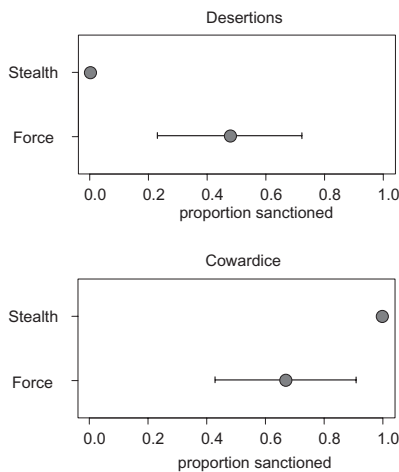 Desertions
Stealth
Force
0.0 0.2 0.4 0.6 0.8 1.0
proportion sanctioned
Cowardice
Stealth
Force
0.0 0.2 0.4 0.6 0.8 1.0
proportion sanctioned